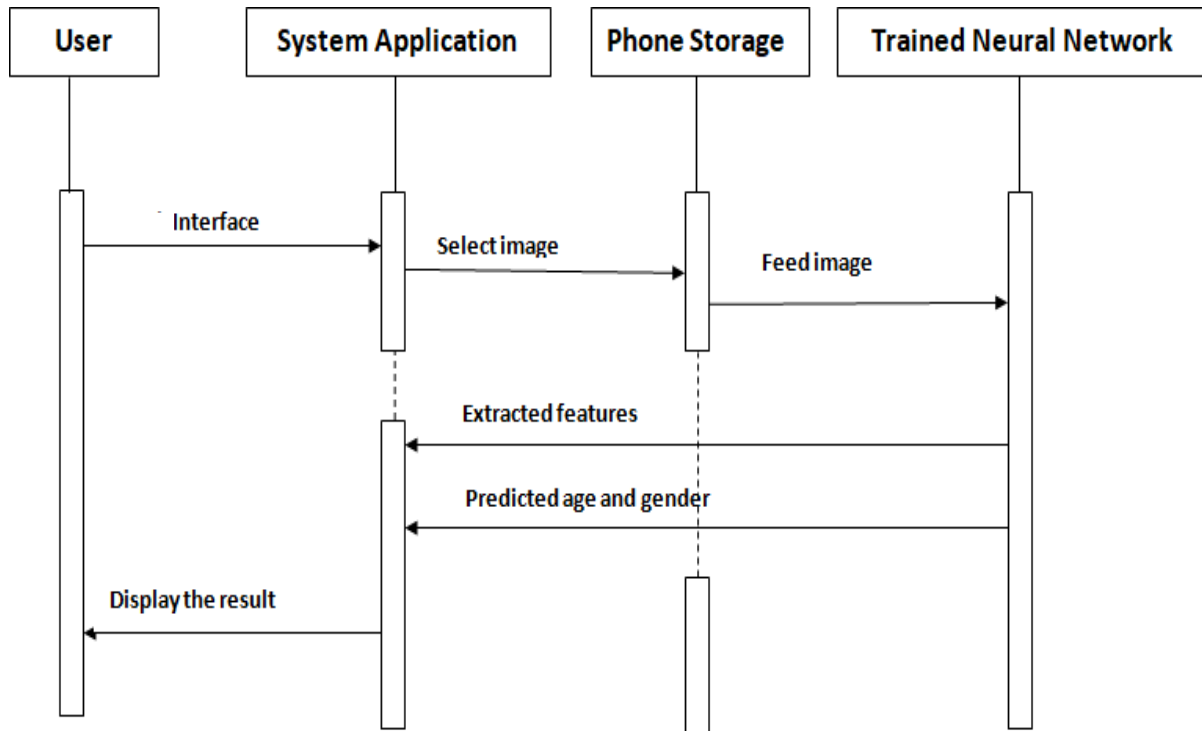 User
System Application
Phone Storage
Trained Neural Network
Interface
Select image
Feed image
Extracted features
Predicted age and gender
Display the result